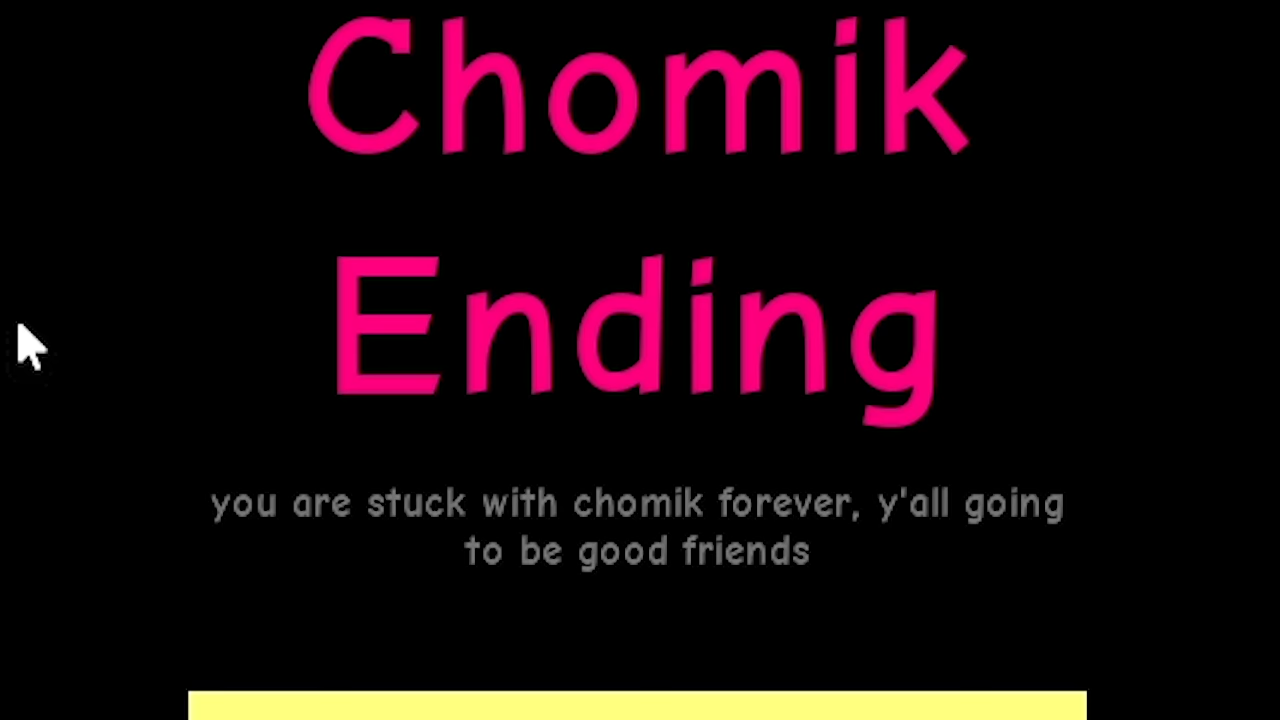 Chomik
Ending
you are stuck with chomik forever, y'all going
to be good friends